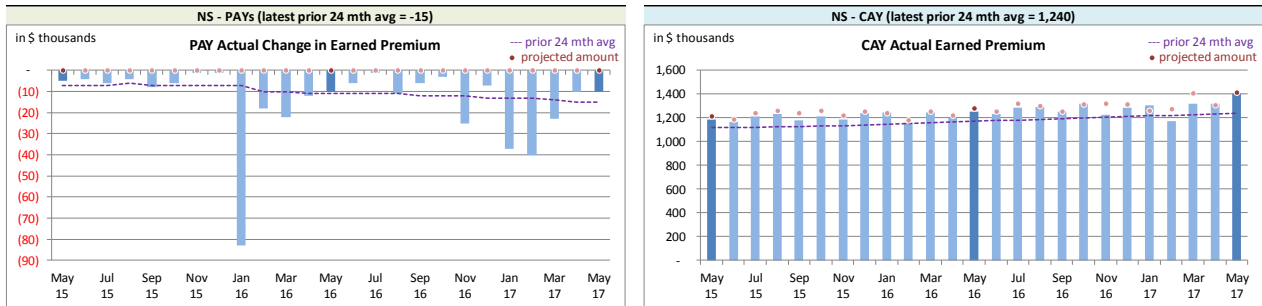 NS - PAYs (latest prior 24 mth avg = -15)
in $ thousands
PAY Actual Change in Earned Premium
prior 24 mth avg
projected amount
-
(10)
(20)
(30)
(40)
(50)
(60)
(70)
(80)
(90)
May Jul Sep Nov Jan Mar May Jul Sep Nov Jan Mar May
15 15 15 15 16 16 16 16 16 16 17 17 17
NS - CAY (latest prior 24 mth avg = 1,240)
in $ thousands
CAY Actual Earned Premium
prior 24 mth avg
projected amount
1,600
1,400
1,200
1,000
800
600
400
200
-
May Jul Sep Nov Jan Mar May Jul Sep Nov Jan Mar May
15 15 15 15 16 16 16 16 16 16 17 17 17